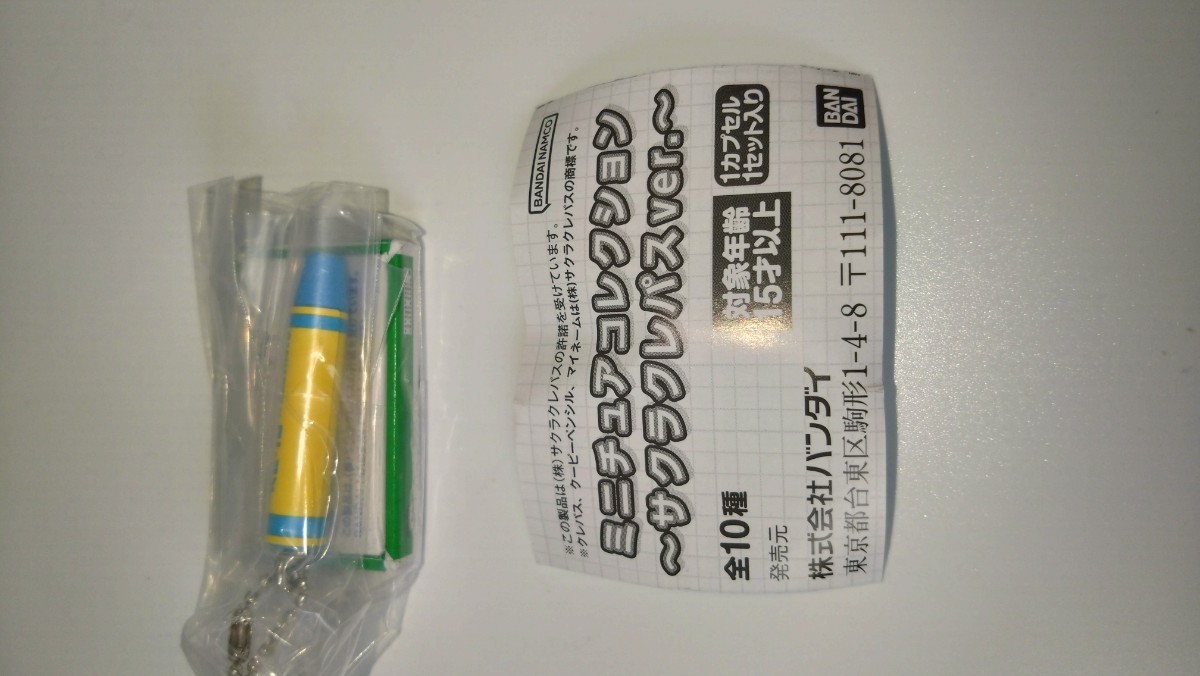 BANDAI NAMCO
※この製品は(株)サクラクレパスの許諾を受けています。
※クレパス、クーピーペンシル、マイネームは(株)サクラクレパスの商標です。
ミニチュアコレクション
〜サクラクレパスver.〜
全10種
対象年齢
15才以上
1カプセル
1セット入り
発売元
株式会社バンダイ
BAN
DAI
東京都台東区駒形1-4-8 〒111-8081